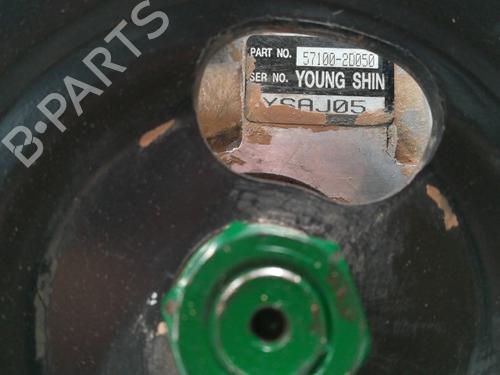 PART NO. 57100-2D050
SER NO. YOUNG SHIN
YSAJ05
B-PARTS